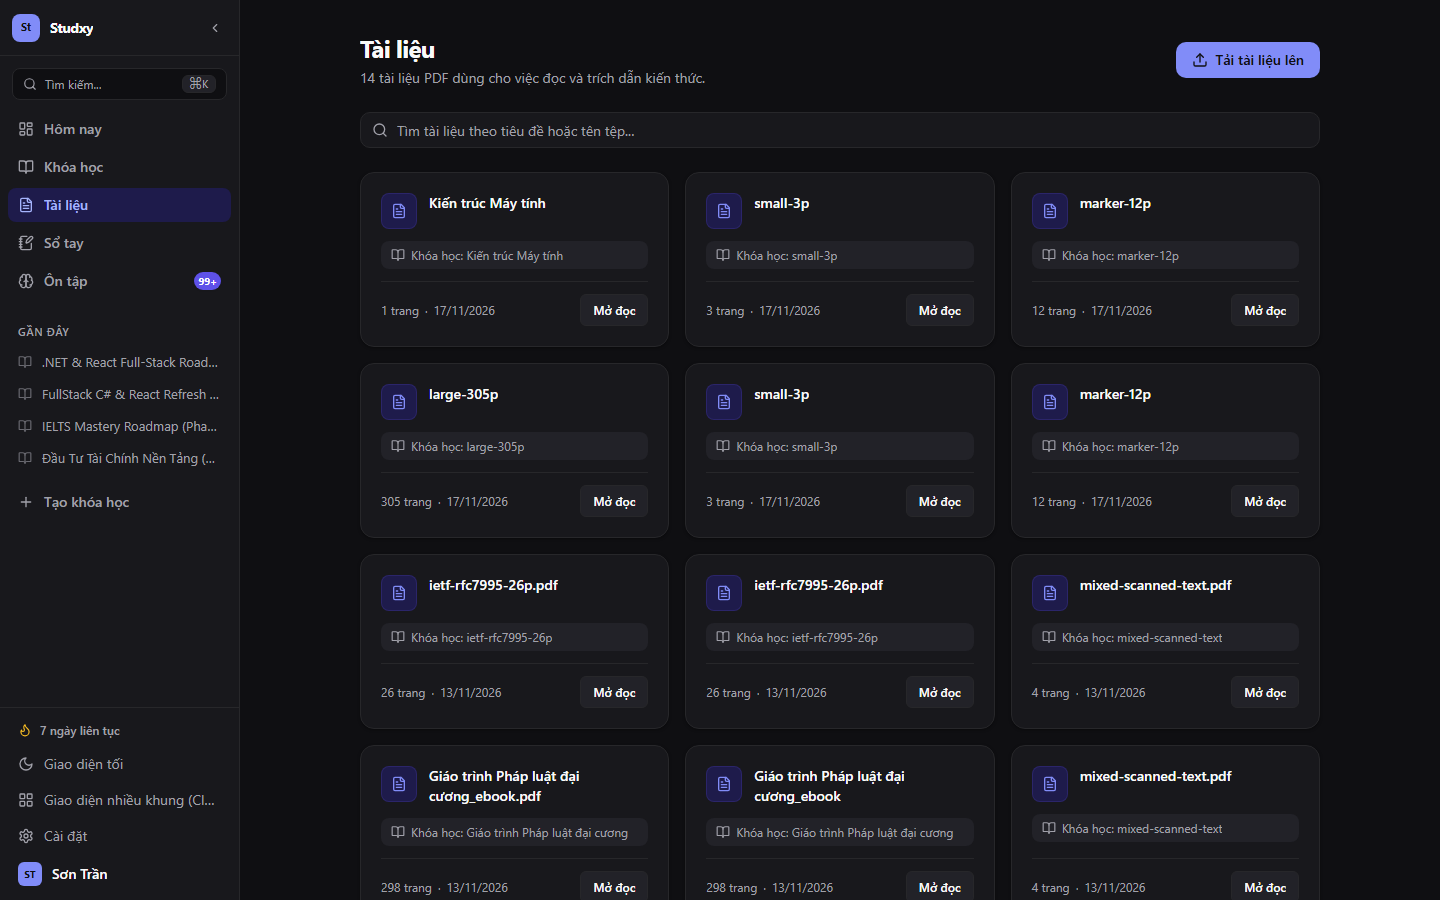 St Studxy
Tìm kiếm... ⌘K
Hôm nay
Khóa học
Tài liệu
Sổ tay
Ôn tập 99+
GẦN ĐÂY
.NET & React Full-Stack Road...
FullStack C# & React Refresh ...
IELTS Mastery Roadmap (Pha...
Đầu Tư Tài Chính Nền Tảng (...
Tạo khóa học
7 ngày liên tục
Giao diện tối
Giao diện nhiều khung (Cl...
Cài đặt
ST Sơn Trần
Tài liệu
14 tài liệu PDF dùng cho việc đọc và trích dẫn kiến thức.
Tải tài liệu lên
Tìm tài liệu theo tiêu đề hoặc tên tệp...
Kiến trúc Máy tính
Khóa học: Kiến trúc Máy tính
1 trang · 17/11/2026 Mở đọc
small-3p
Khóa học: small-3p
3 trang · 17/11/2026 Mở đọc
marker-12p
Khóa học: marker-12p
12 trang · 17/11/2026 Mở đọc
large-305p
Khóa học: large-305p
305 trang · 17/11/2026 Mở đọc
small-3p
Khóa học: small-3p
3 trang · 17/11/2026 Mở đọc
marker-12p
Khóa học: marker-12p
12 trang · 17/11/2026 Mở đọc
ietf-rfc7995-26p.pdf
Khóa học: ietf-rfc7995-26p
26 trang · 13/11/2026 Mở đọc
ietf-rfc7995-26p.pdf
Khóa học: ietf-rfc7995-26p
26 trang · 13/11/2026 Mở đọc
mixed-scanned-text.pdf
Khóa học: mixed-scanned-text
4 trang · 13/11/2026 Mở đọc
Giáo trình Pháp luật đại
cương_ebook.pdf
Khóa học: Giáo trình Pháp luật đại cương
298 trang · 13/11/2026 Mở đọc
Giáo trình Pháp luật đại
cương_ebook
Khóa học: Giáo trình Pháp luật đại cương
298 trang · 13/11/2026 Mở đọc
mixed-scanned-text.pdf
Khóa học: mixed-scanned-text
4 trang · 13/11/2026 Mở đọc